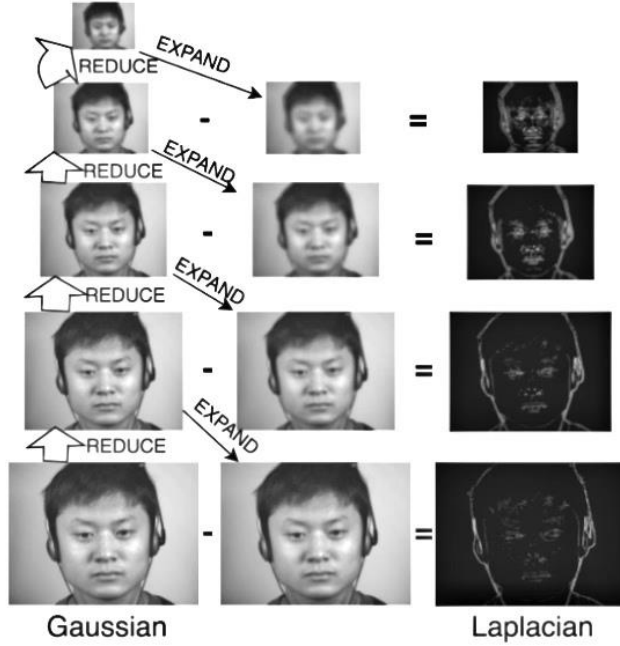 EXPAND
REDUCE
- =
EXPAND
REDUCE
- =
EXPAND
REDUCE
- =
EXPAND
REDUCE
- =
Gaussian Laplacian